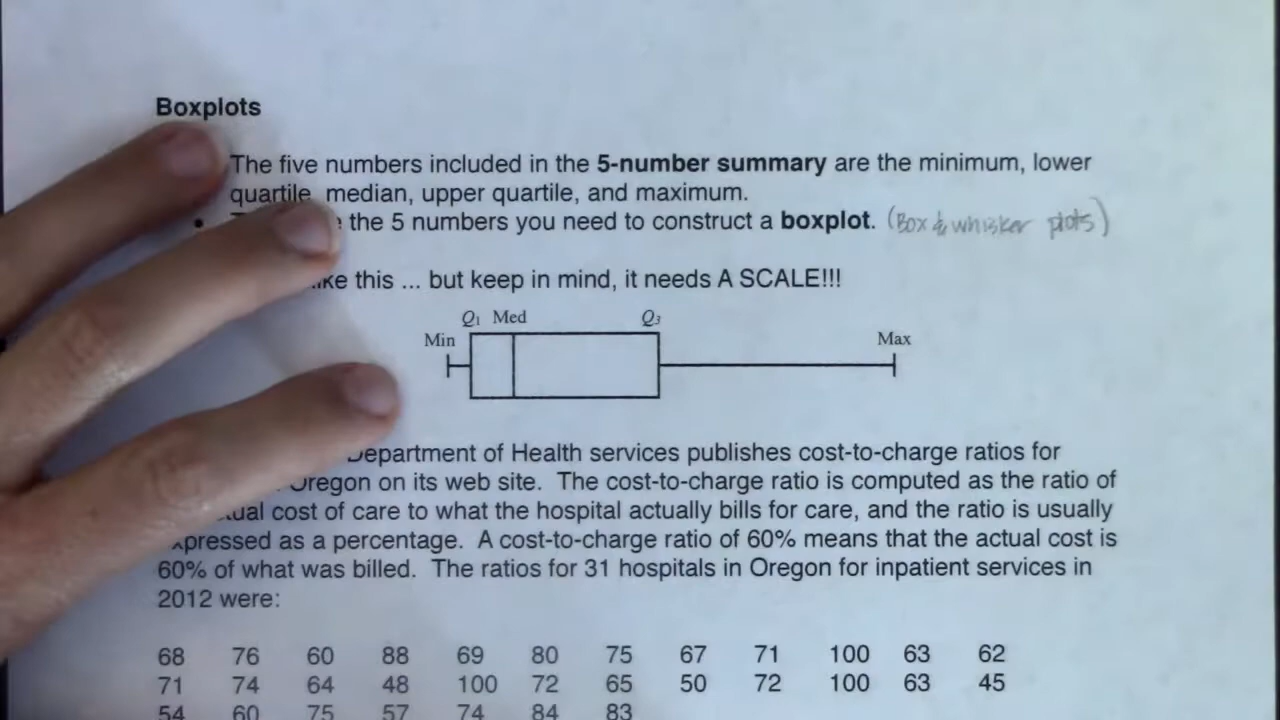 Boxplots
The five numbers included in the 5-number summary are the minimum, lower
quartile, median, upper quartile, and maximum.
the 5 numbers you need to construct a boxplot. (Box & whisker plots)
this ... but keep in mind, it needs A SCALE!!!
Q1 Med Q3
Min Max
Department of Health services publishes cost-to-charge ratios for
Oregon on its web site. The cost-to-charge ratio is computed as the ratio of
cost of care to what the hospital actually bills for care, and the ratio is usually
expressed as a percentage. A cost-to-charge ratio of 60% means that the actual cost is
60% of what was billed. The ratios for 31 hospitals in Oregon for inpatient services in
2012 were:
68 76 60 88 69 80 75 67 71 100 63 62
71 74 64 48 100 72 65 50 72 100 63 45
54 60 75 57 74 84 83